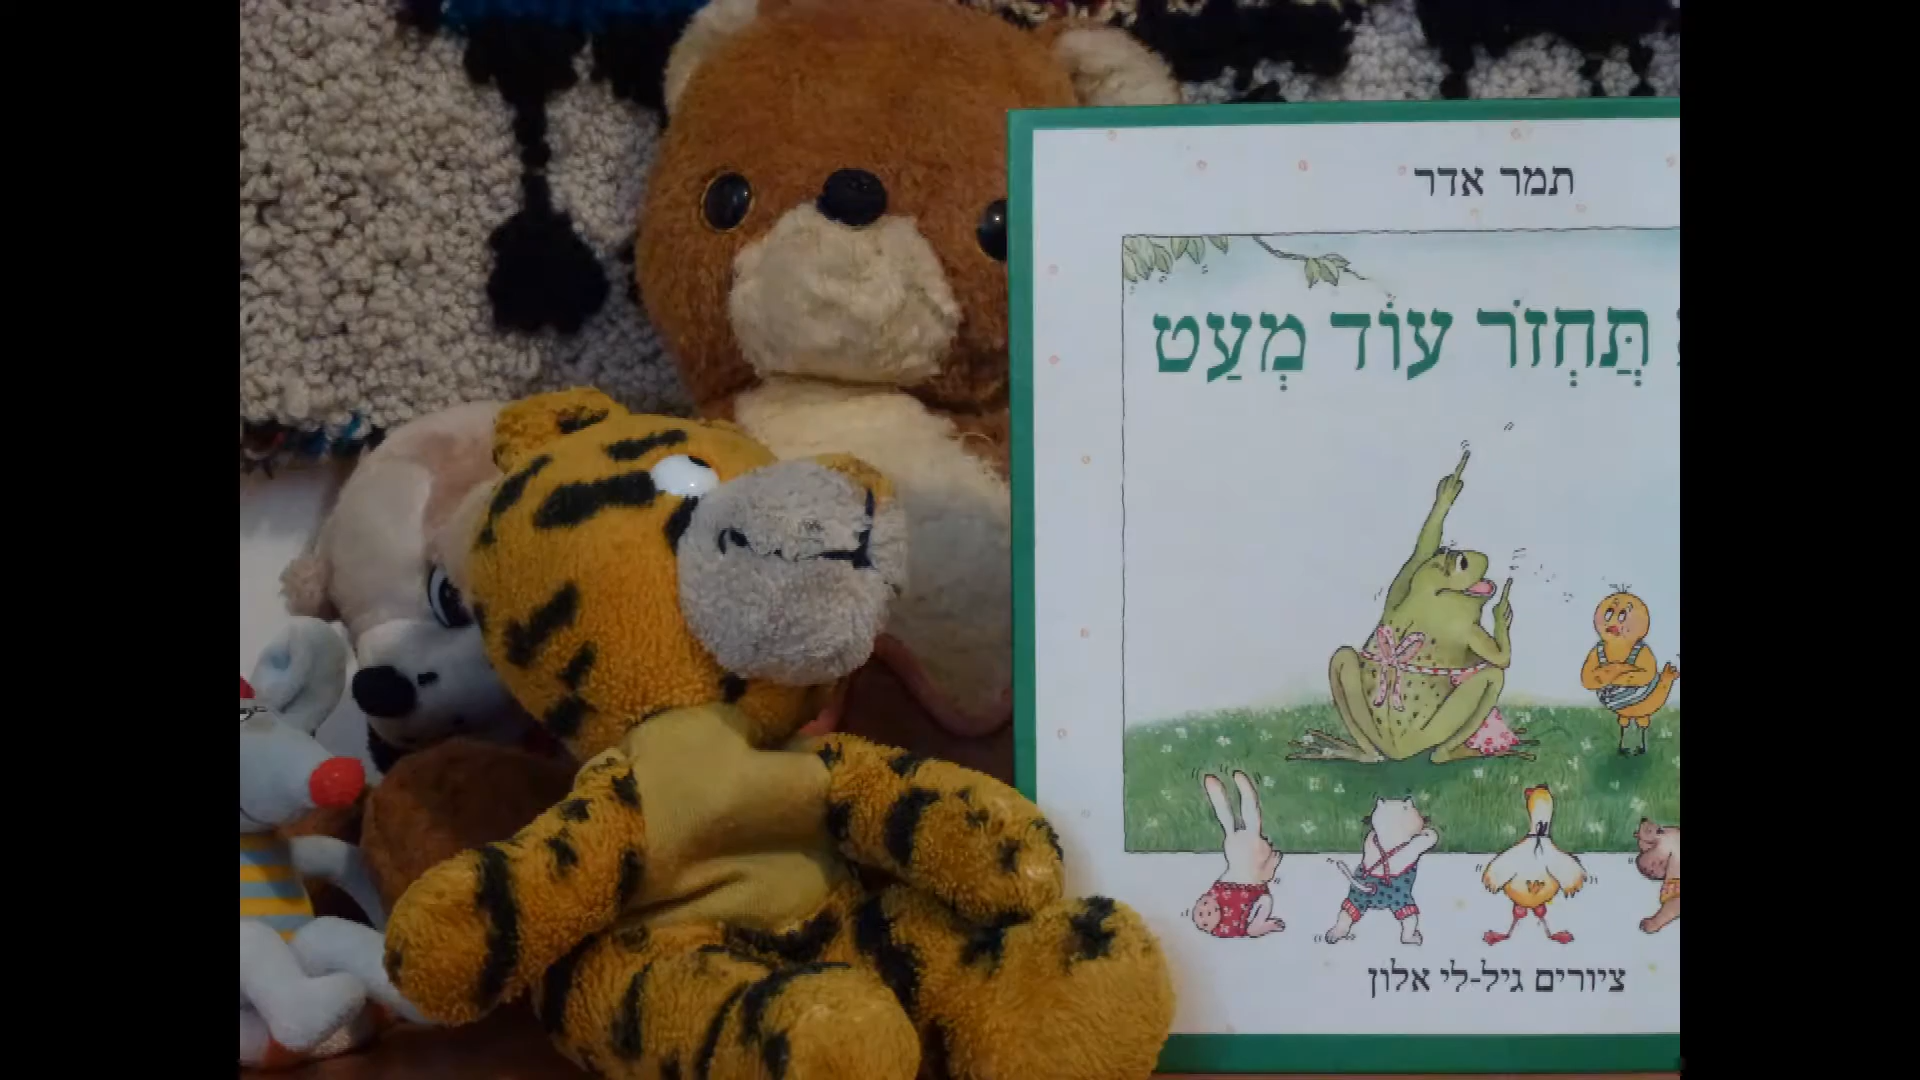 תמר אדר
תַּחְזֹר עוֹד מְעַט
ציורים גיל-לי אלון